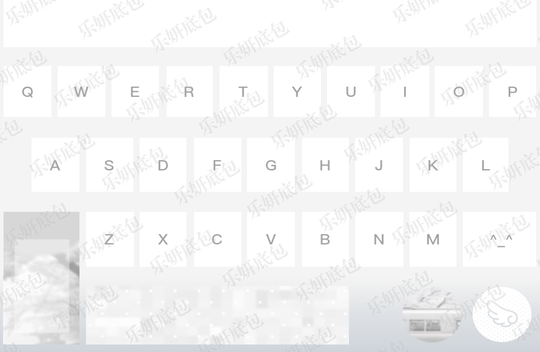 Q W E R T Y U I O P
A S D F G H J K L
Z X C V B N M ^_^
乐妍底包